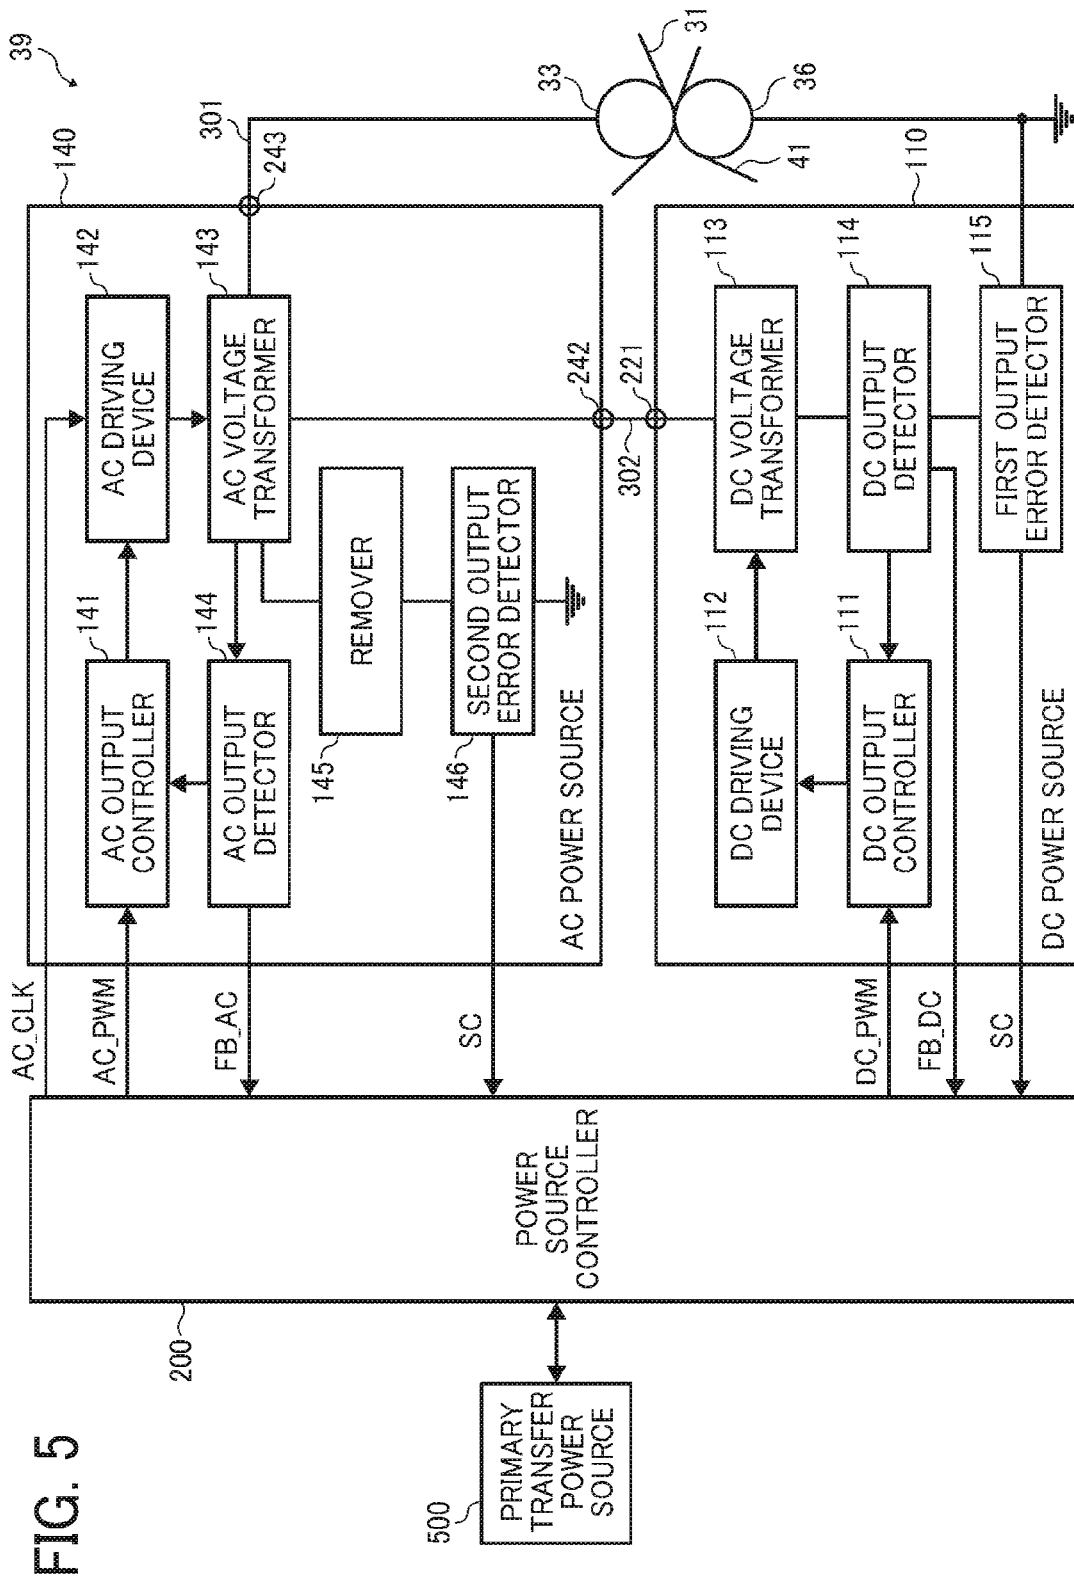 FIG. 5
39
500
PRIMARY
TRANSFER
POWER
SOURCE
200
POWER
SOURCE
CONTROLLER
AC_CLK
AC_PWM
FB_AC
SC
DC_PWM
FB_DC
SC
140
141
AC OUTPUT
CONTROLLER
142
AC DRIVING
DEVICE
144
AC OUTPUT
DETECTOR
143
AC VOLTAGE
TRANSFORMER
145
REMOVER
146
SECOND OUTPUT
ERROR DETECTOR
AC POWER SOURCE
243
301
242
302
221
33
31
36
41
110
112
DC DRIVING
DEVICE
113
DC VOLTAGE
TRANSFORMER
111
DC OUTPUT
CONTROLLER
114
DC OUTPUT
DETECTOR
115
FIRST OUTPUT
ERROR DETECTOR
DC POWER SOURCE